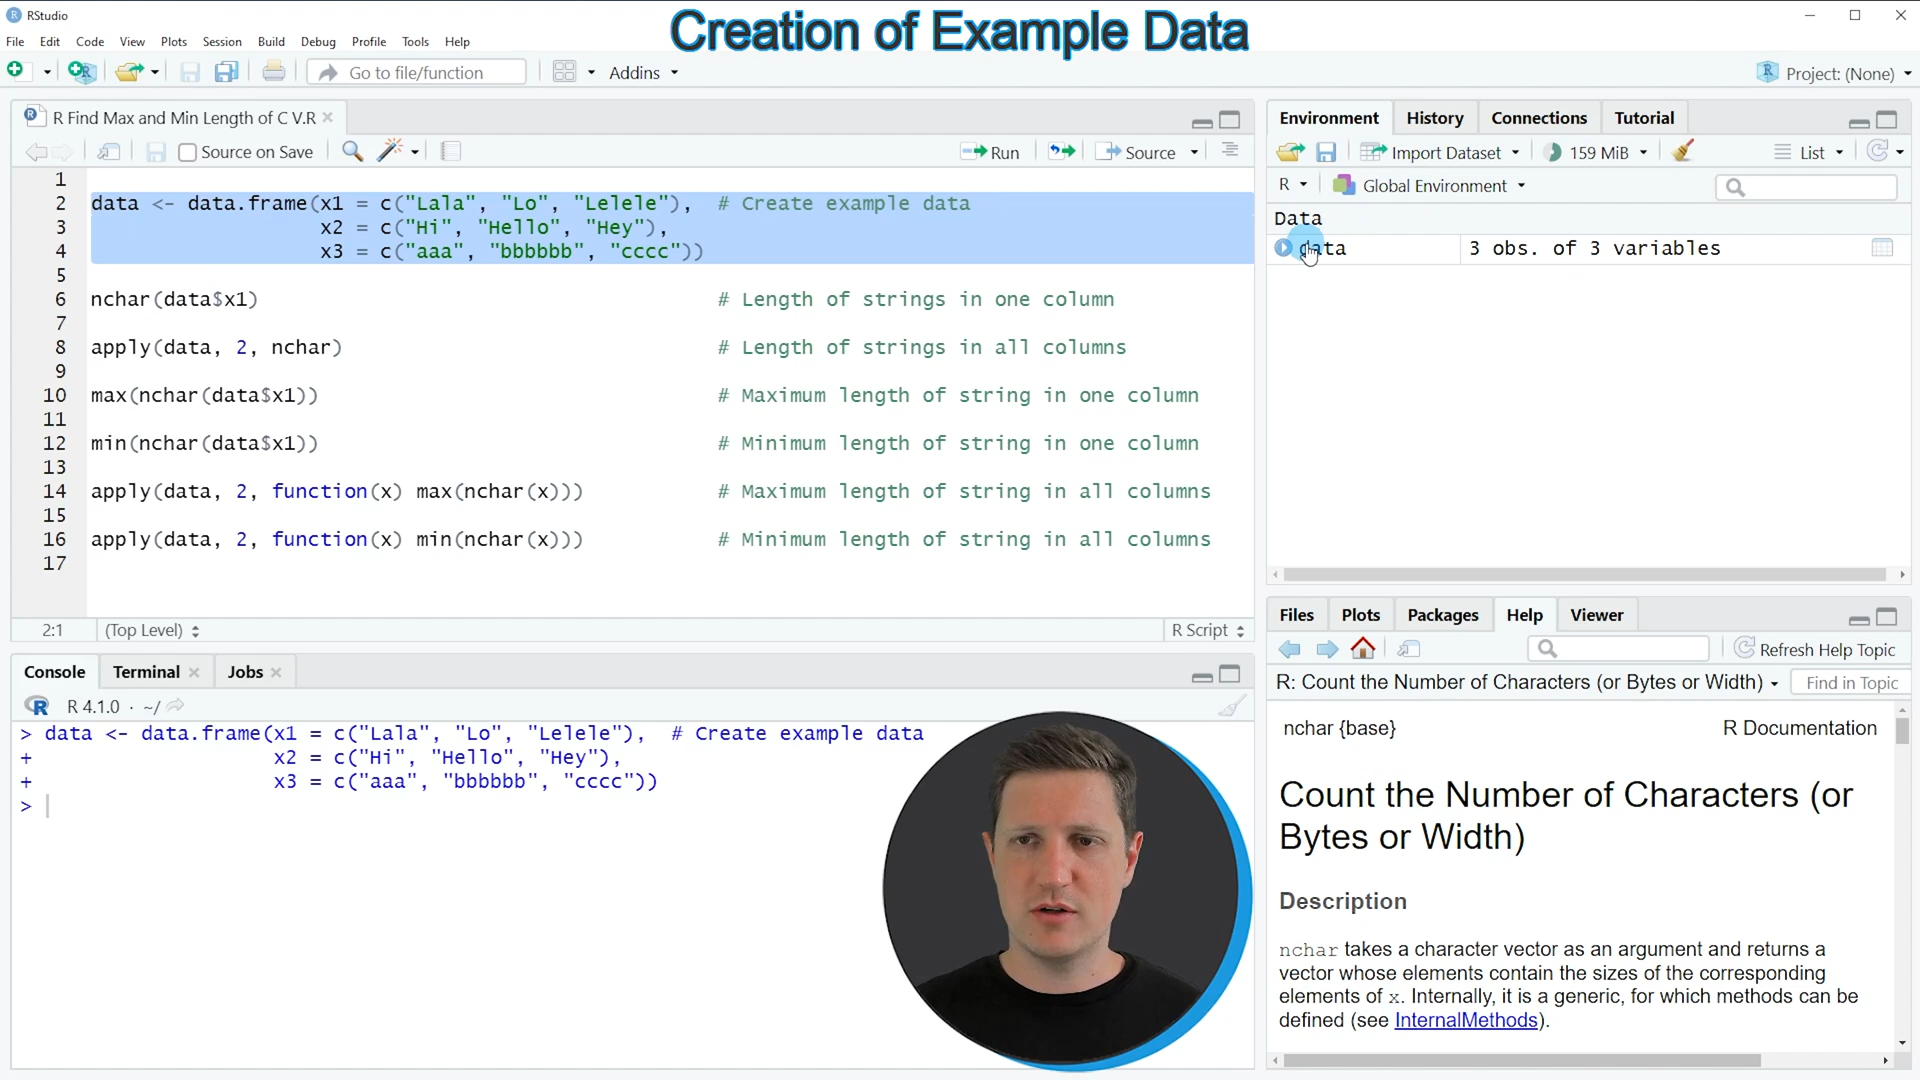 RStudio
Creation of Example Data
File Edit Code View Plots Session Build Debug Profile Tools Help
Go to file/function
Addins
Project: (None)
R Find Max and Min Length of C V.R
Source on Save
Run
Source
1
2 data <- data.frame(x1 = c("Lala", "Lo", "Lelele"), # Create example data
3 x2 = c("Hi", "Hello", "Hey"),
4 x3 = c("aaa", "bbbbbb", "cccc"))
5
6 nchar(data$x1) # Length of strings in one column
7
8 apply(data, 2, nchar) # Length of strings in all columns
9
10 max(nchar(data$x1)) # Maximum length of string in one column
11
12 min(nchar(data$x1)) # Minimum length of string in one column
13
14 apply(data, 2, function(x) max(nchar(x))) # Maximum length of string in all columns
15
16 apply(data, 2, function(x) min(nchar(x))) # Minimum length of string in all columns
17
2:1 (Top Level) R Script
Console Terminal Jobs
R 4.1.0 · ~/
> data <- data.frame(x1 = c("Lala", "Lo", "Lelele"), # Create example data
+ x2 = c("Hi", "Hello", "Hey"),
+ x3 = c("aaa", "bbbbbb", "cccc"))
>
Environment History Connections Tutorial
Import Dataset 159 MiB List
R Global Environment
Data
data 3 obs. of 3 variables
Files Plots Packages Help Viewer
Refresh Help Topic
R: Count the Number of Characters (or Bytes or Width) Find in Topic
nchar {base} R Documentation
Count the Number of Characters (or
Bytes or Width)
Description
nchar takes a character vector as an argument and returns a
vector whose elements contain the sizes of the corresponding
elements of x. Internally, it is a generic, for which methods can be
defined (see InternalMethods).